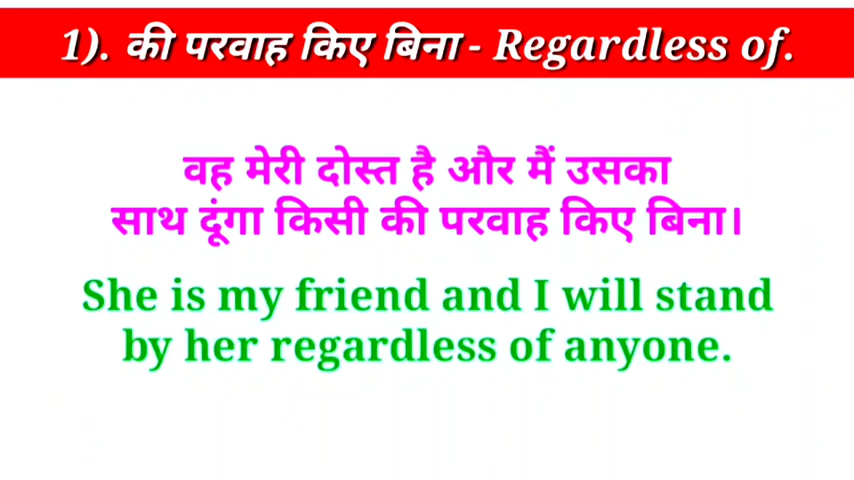 1). की परवाह किए बिना - Regardless of.
वह मेरी दोस्त है और मैं उसका
साथ दूंगा किसी की परवाह किए बिना।
She is my friend and I will stand
by her regardless of anyone.